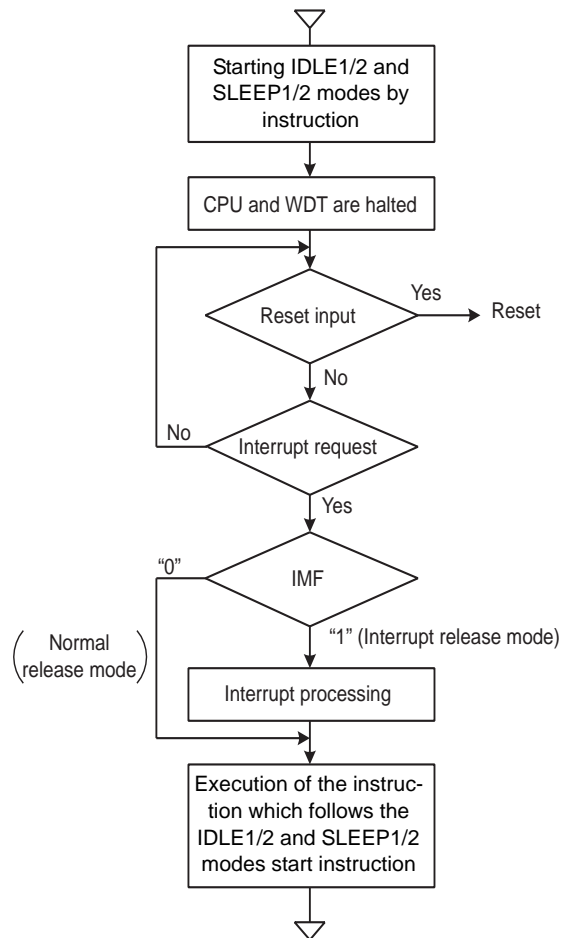 Starting IDLE1/2 and
SLEEP1/2 modes by
instruction
CPU and WDT are halted
Reset input
Yes
Reset
No
No
Interrupt request
Yes
"0"
IMF
Normal
release mode
"1" (Interrupt release mode)
Interrupt processing
Execution of the instruc-
tion which follows the
IDLE1/2 and SLEEP1/2
modes start instruction